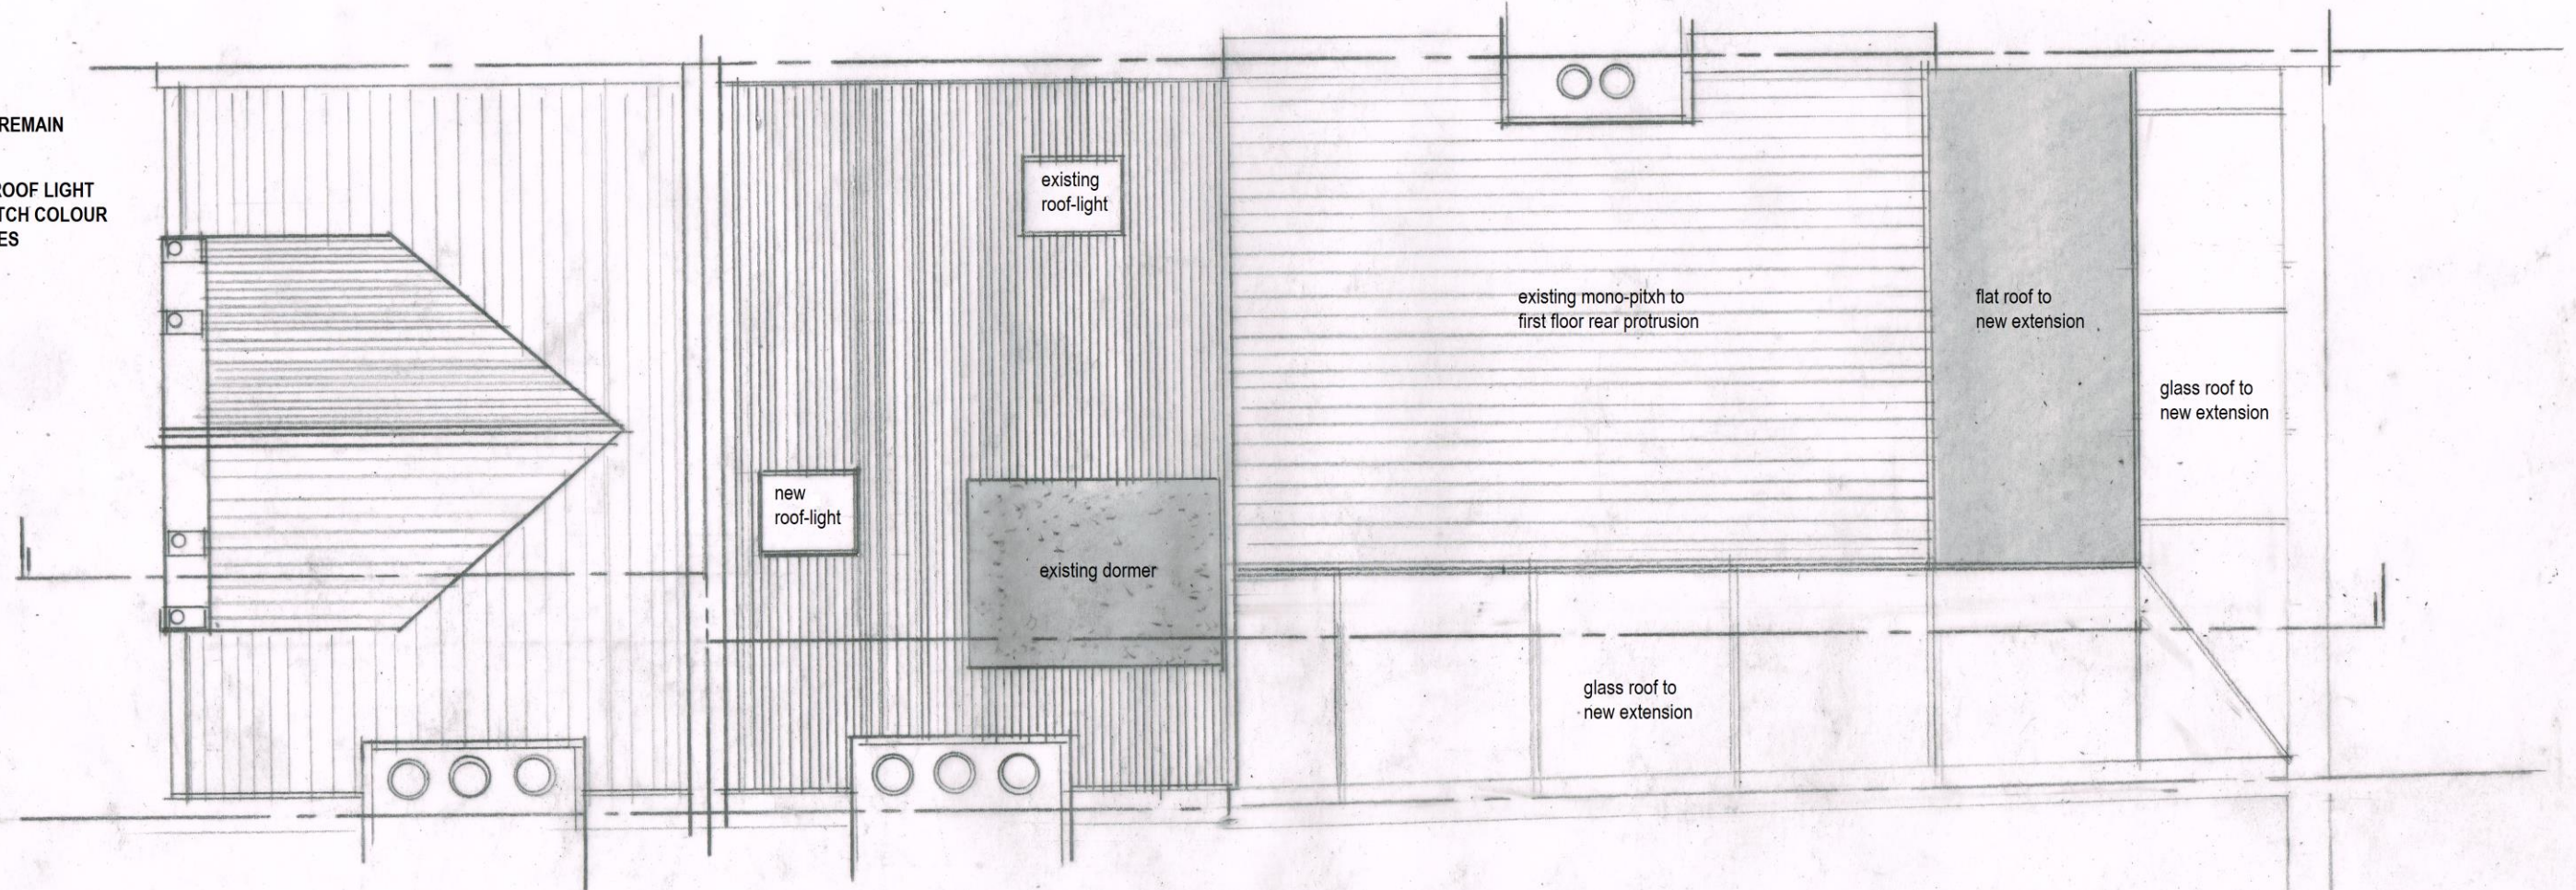 REMAIN
ROOF LIGHT
TCH COLOUR
ES
existing
roof-light
new
roof-light
existing dormer
existing mono-pitxh to
first floor rear protrusion
flat roof to
new extension
glass roof to
new extension
glass roof to
new extension